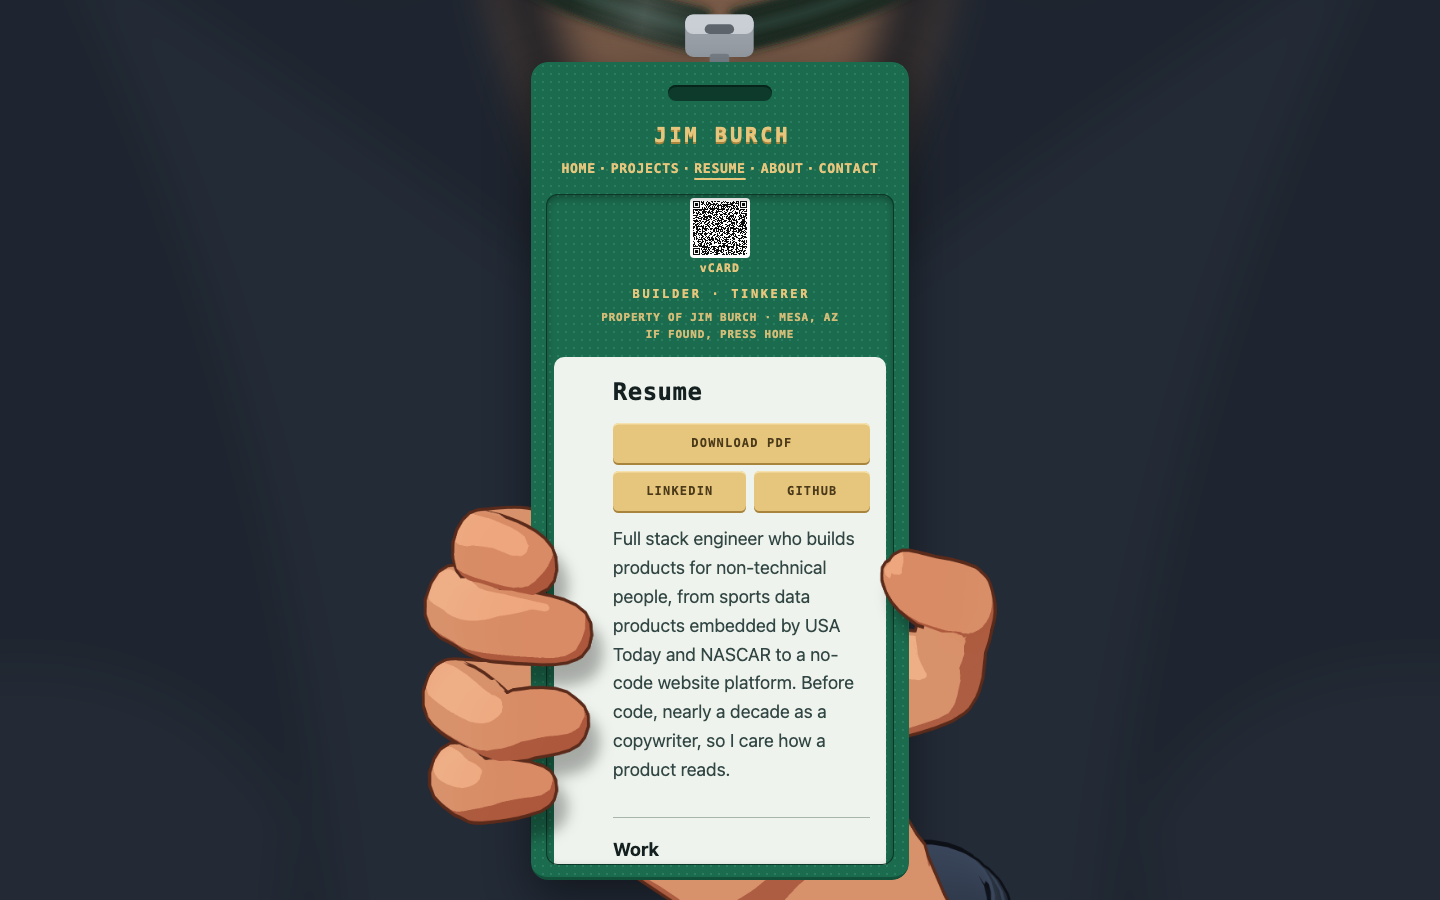 JIM BURCH
HOME · PROJECTS · RESUME · ABOUT · CONTACT
vCARD
BUILDER · TINKERER
PROPERTY OF JIM BURCH · MESA, AZ
IF FOUND, PRESS HOME
Resume
DOWNLOAD PDF
LINKEDIN GITHUB
Full stack engineer who builds
products for non-technical
people, from sports data
products embedded by USA
Today and NASCAR to a no-
code website platform. Before
code, nearly a decade as a
copywriter, so I care how a
product reads.
Work